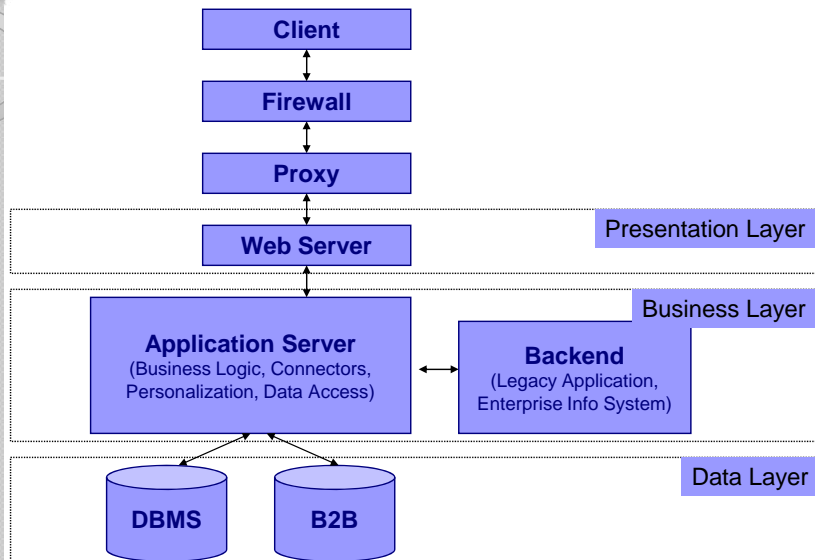 Client
Firewall
Proxy
Presentation Layer
Web Server
Business Layer
Application Server
(Business Logic, Connectors,
Personalization, Data Access)
Backend
(Legacy Application,
Enterprise Info System)
Data Layer
DBMS
B2B